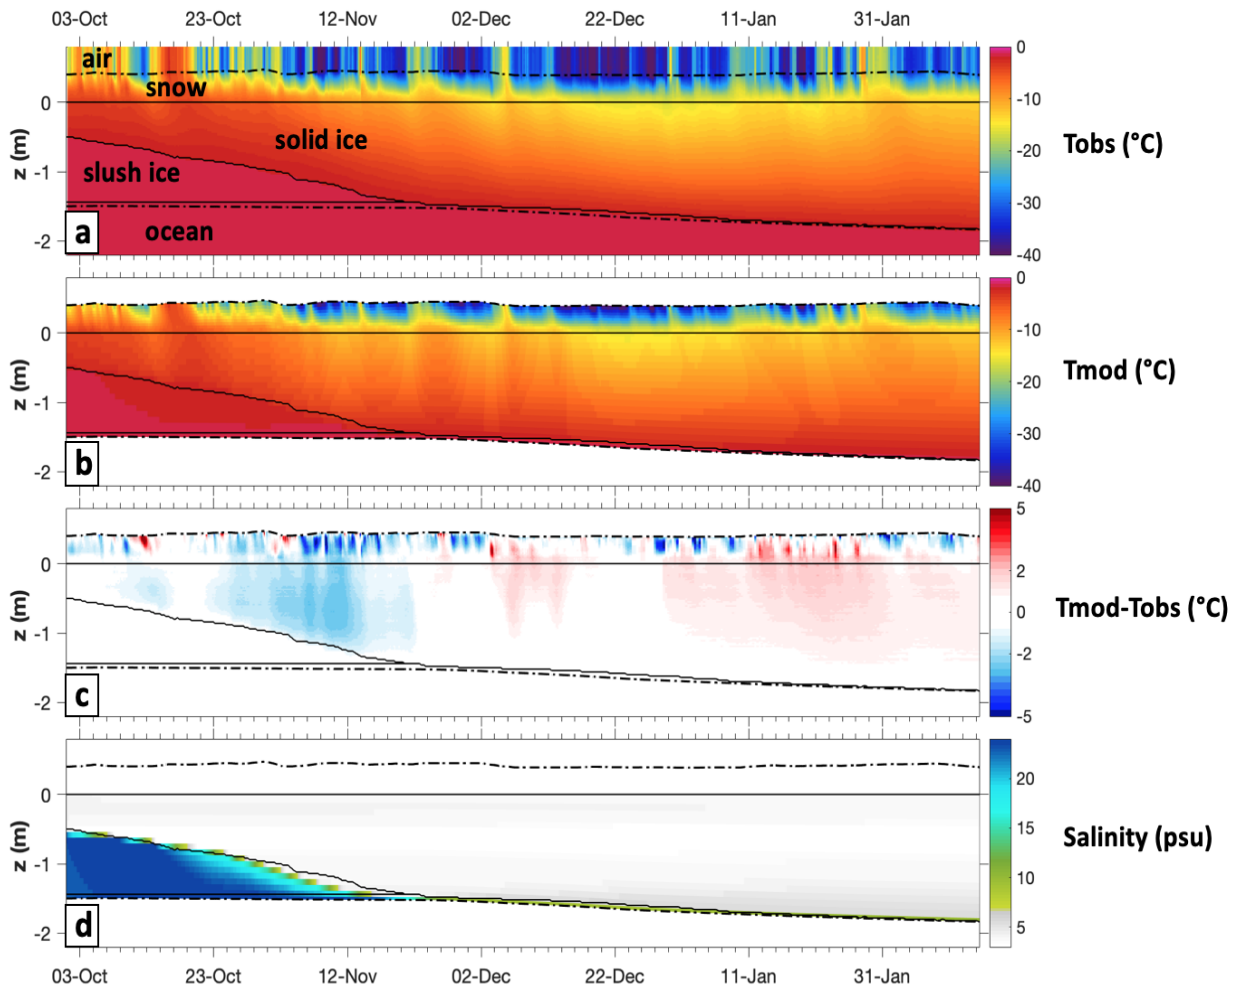 03-Oct 23-Oct 12-Nov 02-Dec 22-Dec 11-Jan 31-Jan
air
snow
solid ice
slush ice
ocean
a
z (m)
0
-1
-2
0
-10
-20
-30
-40
Tobs (°C)
b
z (m)
0
-1
-2
0
-10
-20
-30
-40
Tmod (°C)
c
z (m)
0
-1
-2
5
2
0
-2
-5
Tmod-Tobs (°C)
d
z (m)
0
-1
-2
20
15
10
5
Salinity (psu)
03-Oct 23-Oct 12-Nov 02-Dec 22-Dec 11-Jan 31-Jan